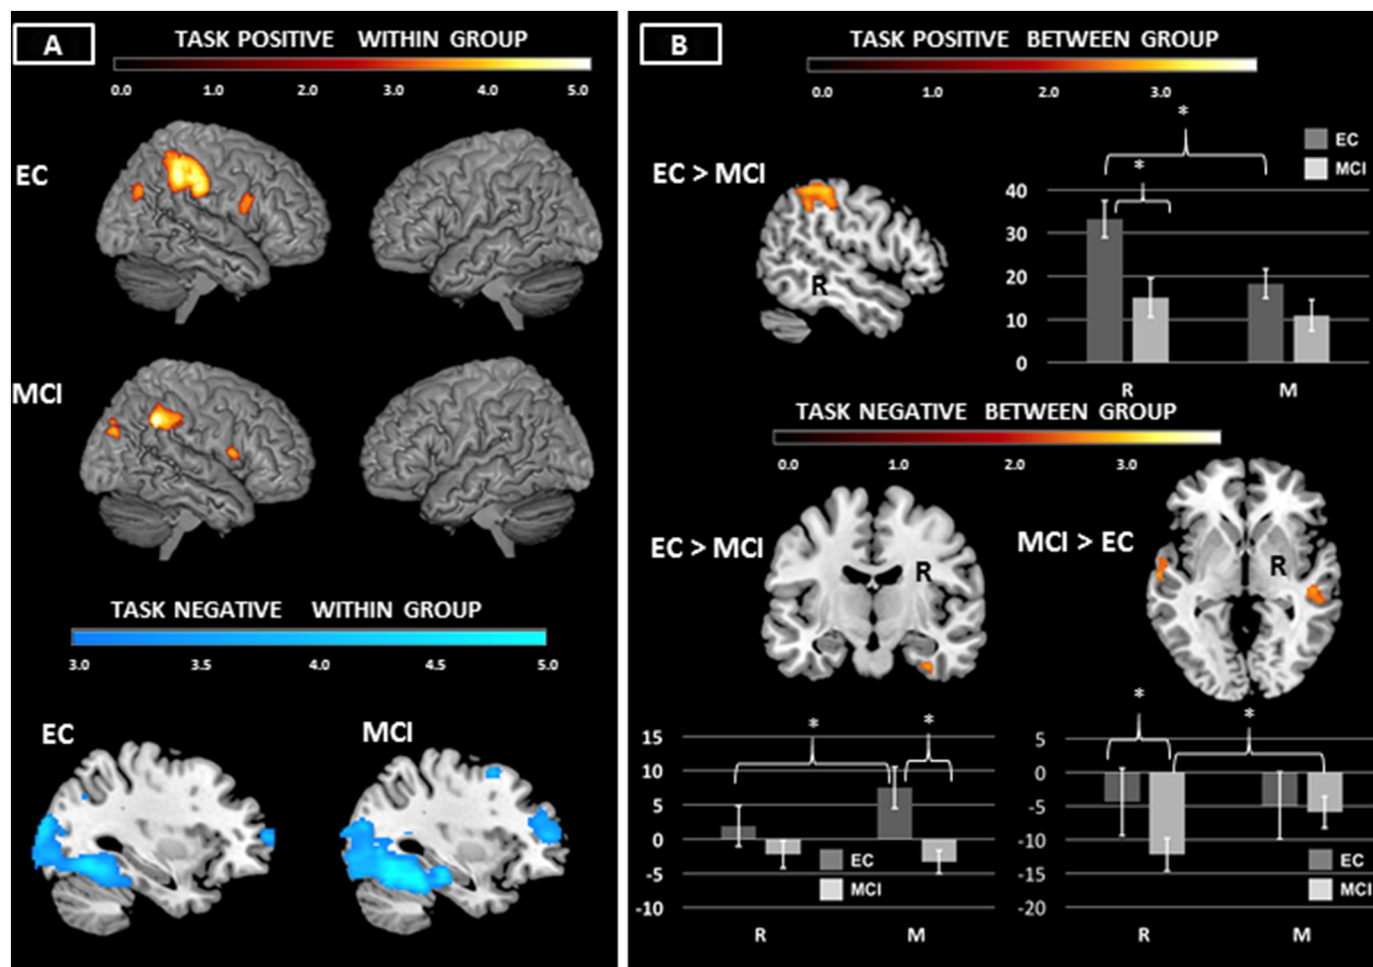 A
TASK POSITIVE WITHIN GROUP
0.0 1.0 2.0 3.0 4.0 5.0
EC
MCI
TASK NEGATIVE WITHIN GROUP
3.0 3.5 4.0 4.5 5.0
EC MCI
B
TASK POSITIVE BETWEEN GROUP
0.0 1.0 2.0 3.0
EC > MCI
R
*
*
EC
MCI
40
30
20
10
0
R M
TASK NEGATIVE BETWEEN GROUP
0.0 1.0 2.0 3.0
EC > MCI
R
MCI > EC
R
* *
15
10
5
0
-5
-10
EC
MCI
R M
* *
5
0
-5
-10
-15
-20
EC
MCI
R M